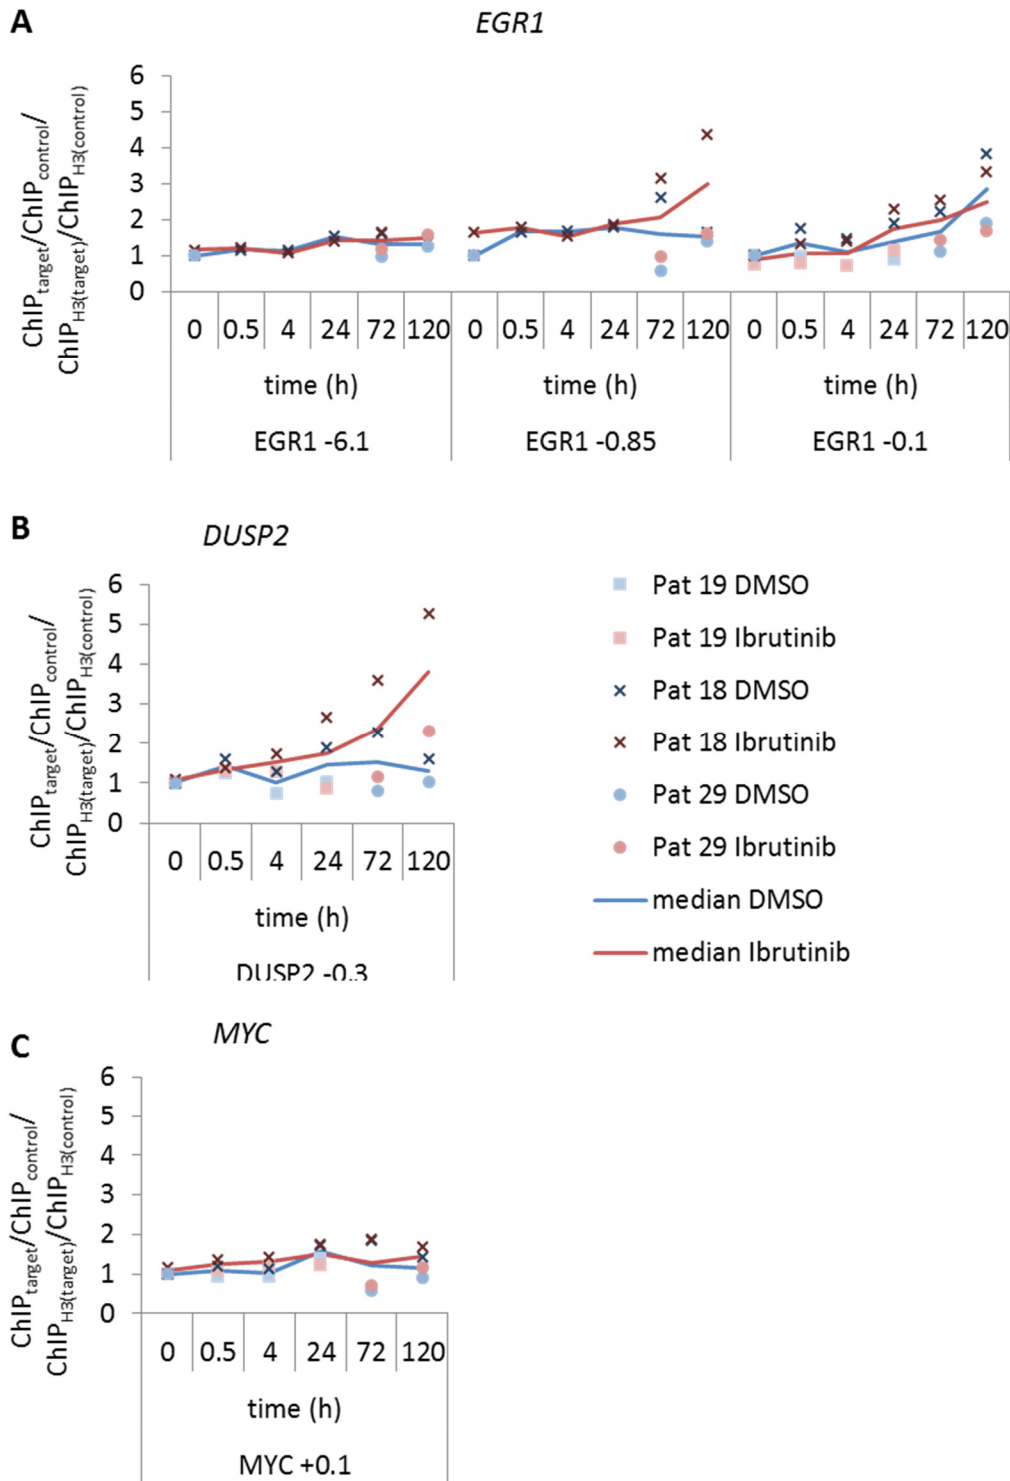 A
EGR1
ChIPtarget/ChIPcontrol/
ChIPH3(target)/ChIPH3(control)
6
5
4
3
2
1
0
0 0.5 4 24 72 120 0 0.5 4 24 72 120 0 0.5 4 24 72 120
time (h) time (h) time (h)
EGR1 -6.1 EGR1 -0.85 EGR1 -0.1
B
DUSP2
ChIPtarget/ChIPcontrol/
ChIPH3(target)/ChIPH3(control)
6
5
4
3
2
1
0
0 0.5 4 24 72 120
time (h)
DUSP2 -0.3
Pat 19 DMSO
Pat 19 Ibrutinib
Pat 18 DMSO
Pat 18 Ibrutinib
Pat 29 DMSO
Pat 29 Ibrutinib
median DMSO
median Ibrutinib
C
MYC
ChIPtarget/ChIPcontrol/
ChIPH3(target)/ChIPH3(control)
6
5
4
3
2
1
0
0 0.5 4 24 72 120
time (h)
MYC +0.1